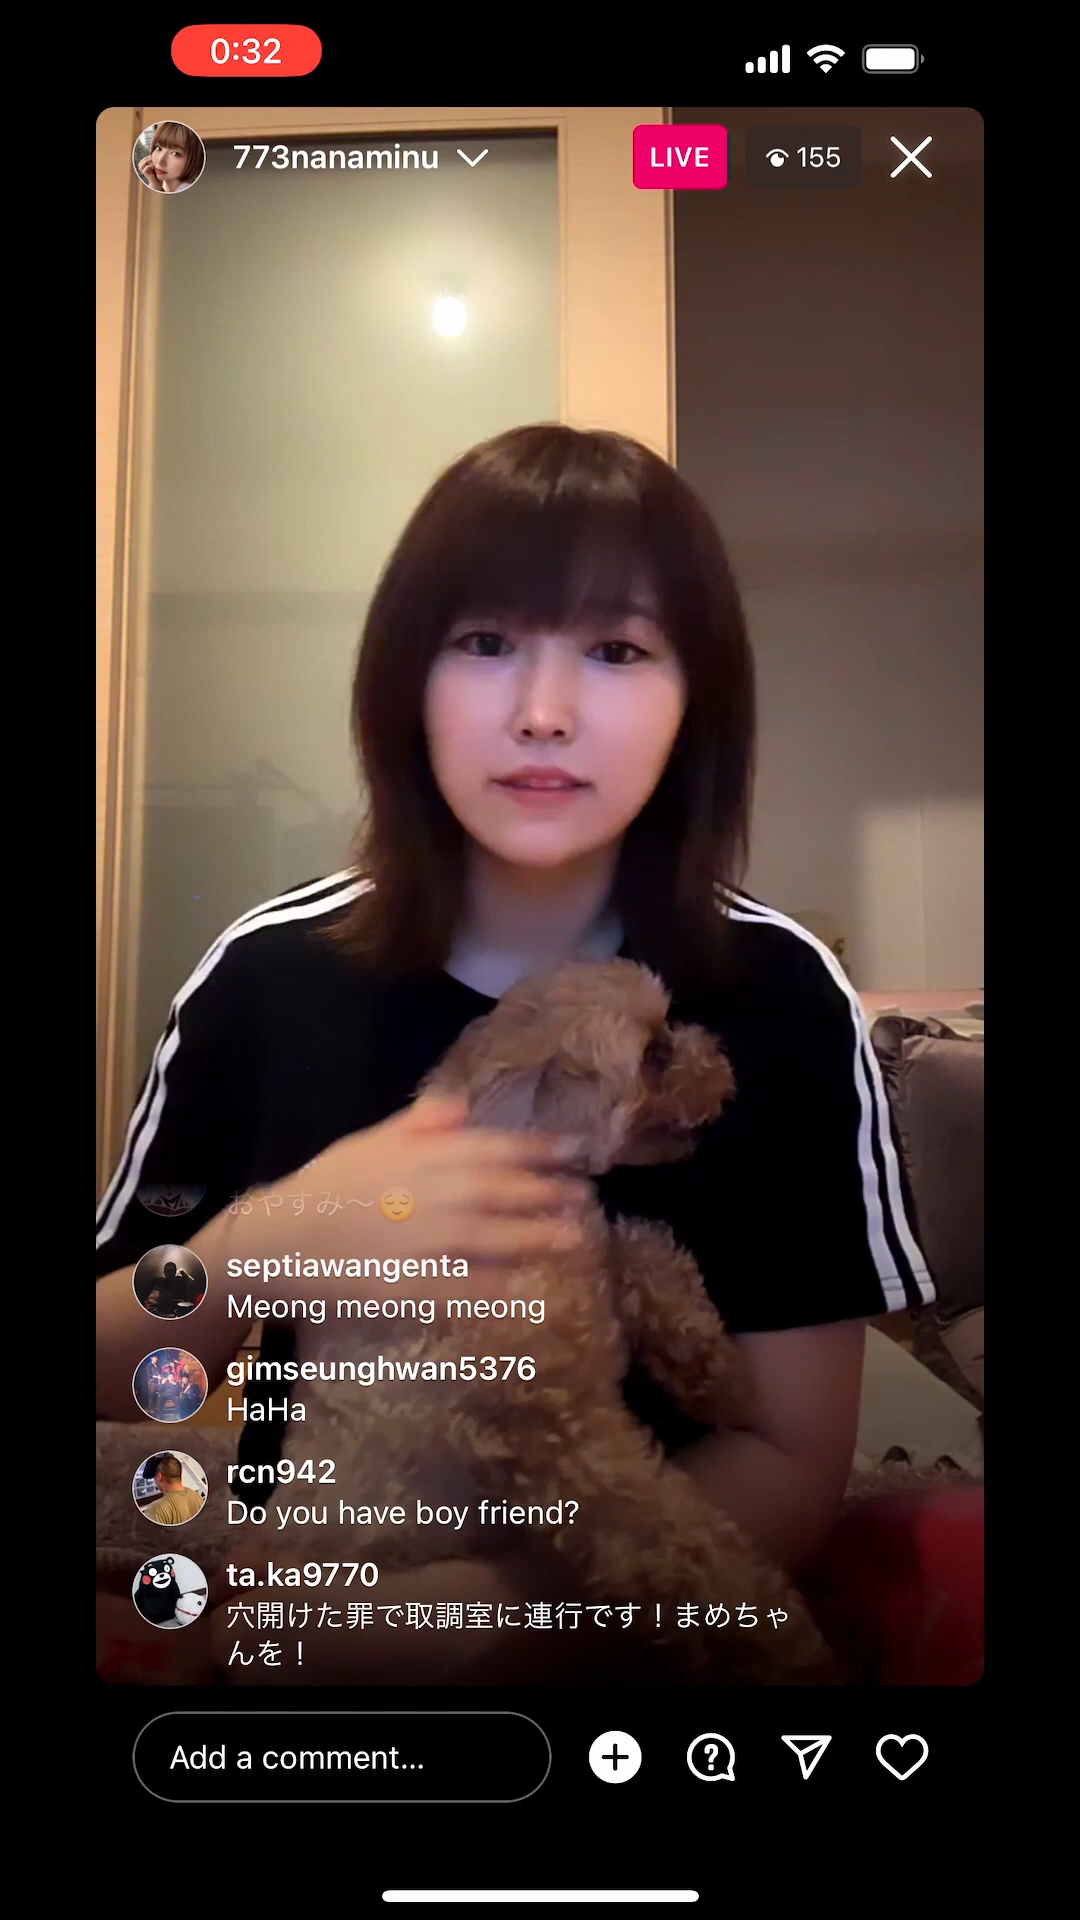 0:32
773nanaminu
LIVE
155
おやすみ〜😌
septiawangenta
Meong meong meong
gimseunghwan5376
HaHa
rcn942
Do you have boy friend?
ta.ka9770
穴開けた罪で取調室に連行です！まめちゃ
んを！
Add a comment...